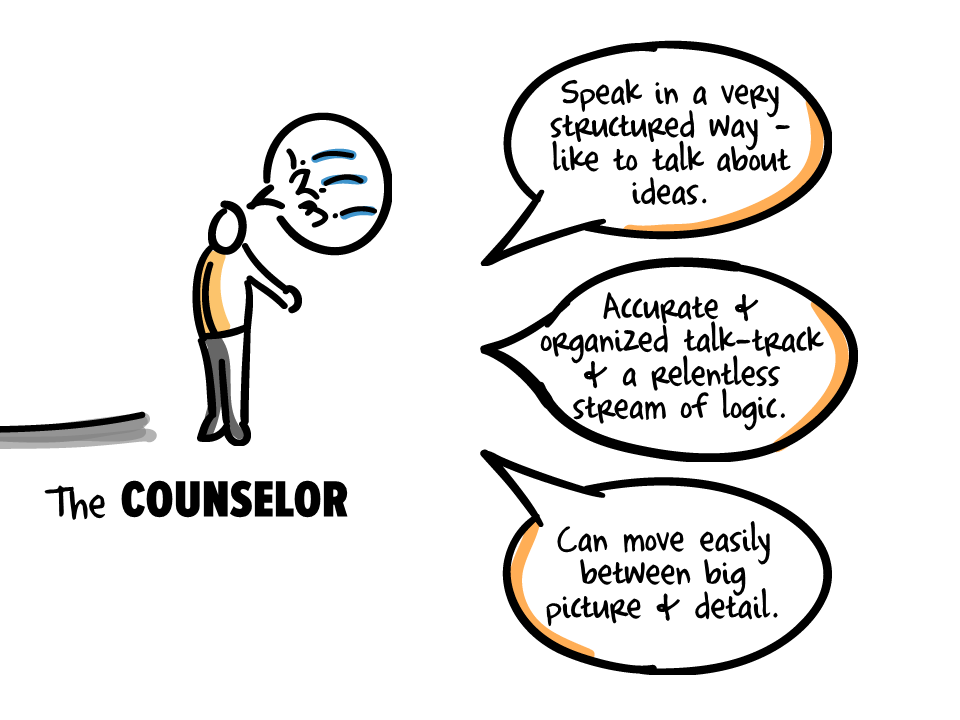 1.
2.
3.
The COUNSELOR
Speak in a very
structured way -
like to talk about
ideas.
Accurate &
organized talk-track
& a relentless
stream of logic.
Can move easily
between big
picture & detail.